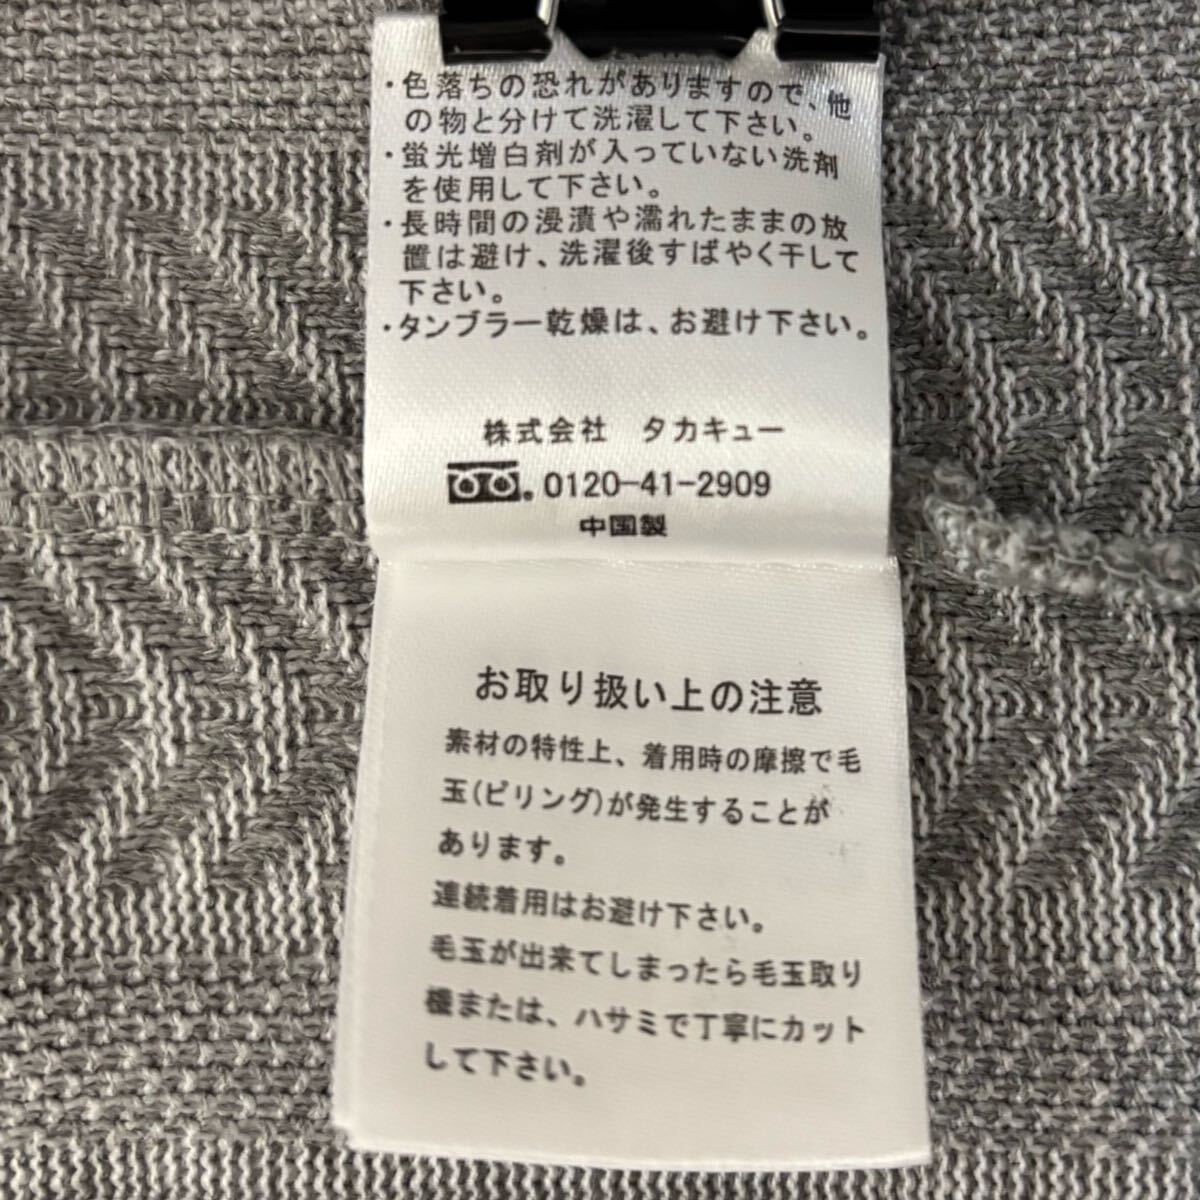 ・色落ちの恐れがありますので、他
の物と分けて洗濯して下さい。
・蛍光増白剤が入っていない洗剤
を使用して下さい。
・長時間の浸漬や濡れたままの放
置は避け、洗濯後すばやく干して
下さい。
・タンブラー乾燥は、お避け下さい。
株式会社 タカキュー
0120-41-2909
中国製
お取り扱い上の注意
素材の特性上、着用時の摩擦で毛
玉(ピリング)が発生することが
あります。
連続着用はお避け下さい。
毛玉が出来てしまったら毛玉取り
機または、ハサミで丁寧にカット
して下さい。